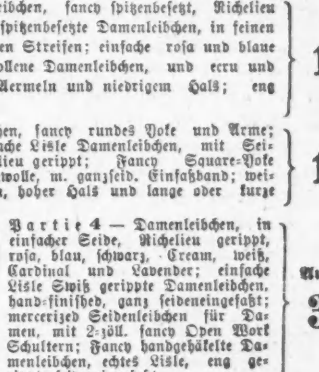 eibchen, fancy spitzenbesetzt, Richelieu
spitzenbesetzte Damenleibchen, in feinen
en Streifen; einfache rosa und blaue
ollene Damenleibchen, und ecru und
Aermeln und niedrigem Hals; eng
hen, fancy rundes Yoke und Arme;
ache Lisle Damenleibchen, mit Sei-
lieu gerippt; Fancy Square-Yoke
wolle, m. ganzseid. Einfaßband; wei-
n, hoher Hals und lange oder kurze
Partie 4 — Damenleibchen, in
einfacher Seide, Richelieu gerippt,
rosa, blau, schwarz, Cream, weiß,
Cardinal und Lavender; einfache
Lisle Swiß gerippte Damenleibchen,
hand-finished, ganz seideneingefaßt;
mercerized Seidenleibchen für Da-
men, mit 2-zöll. fancy Open Work
Schultern; Fancy handgehäkelte Da-
menleibchen, echtes Lisle, eng ge-